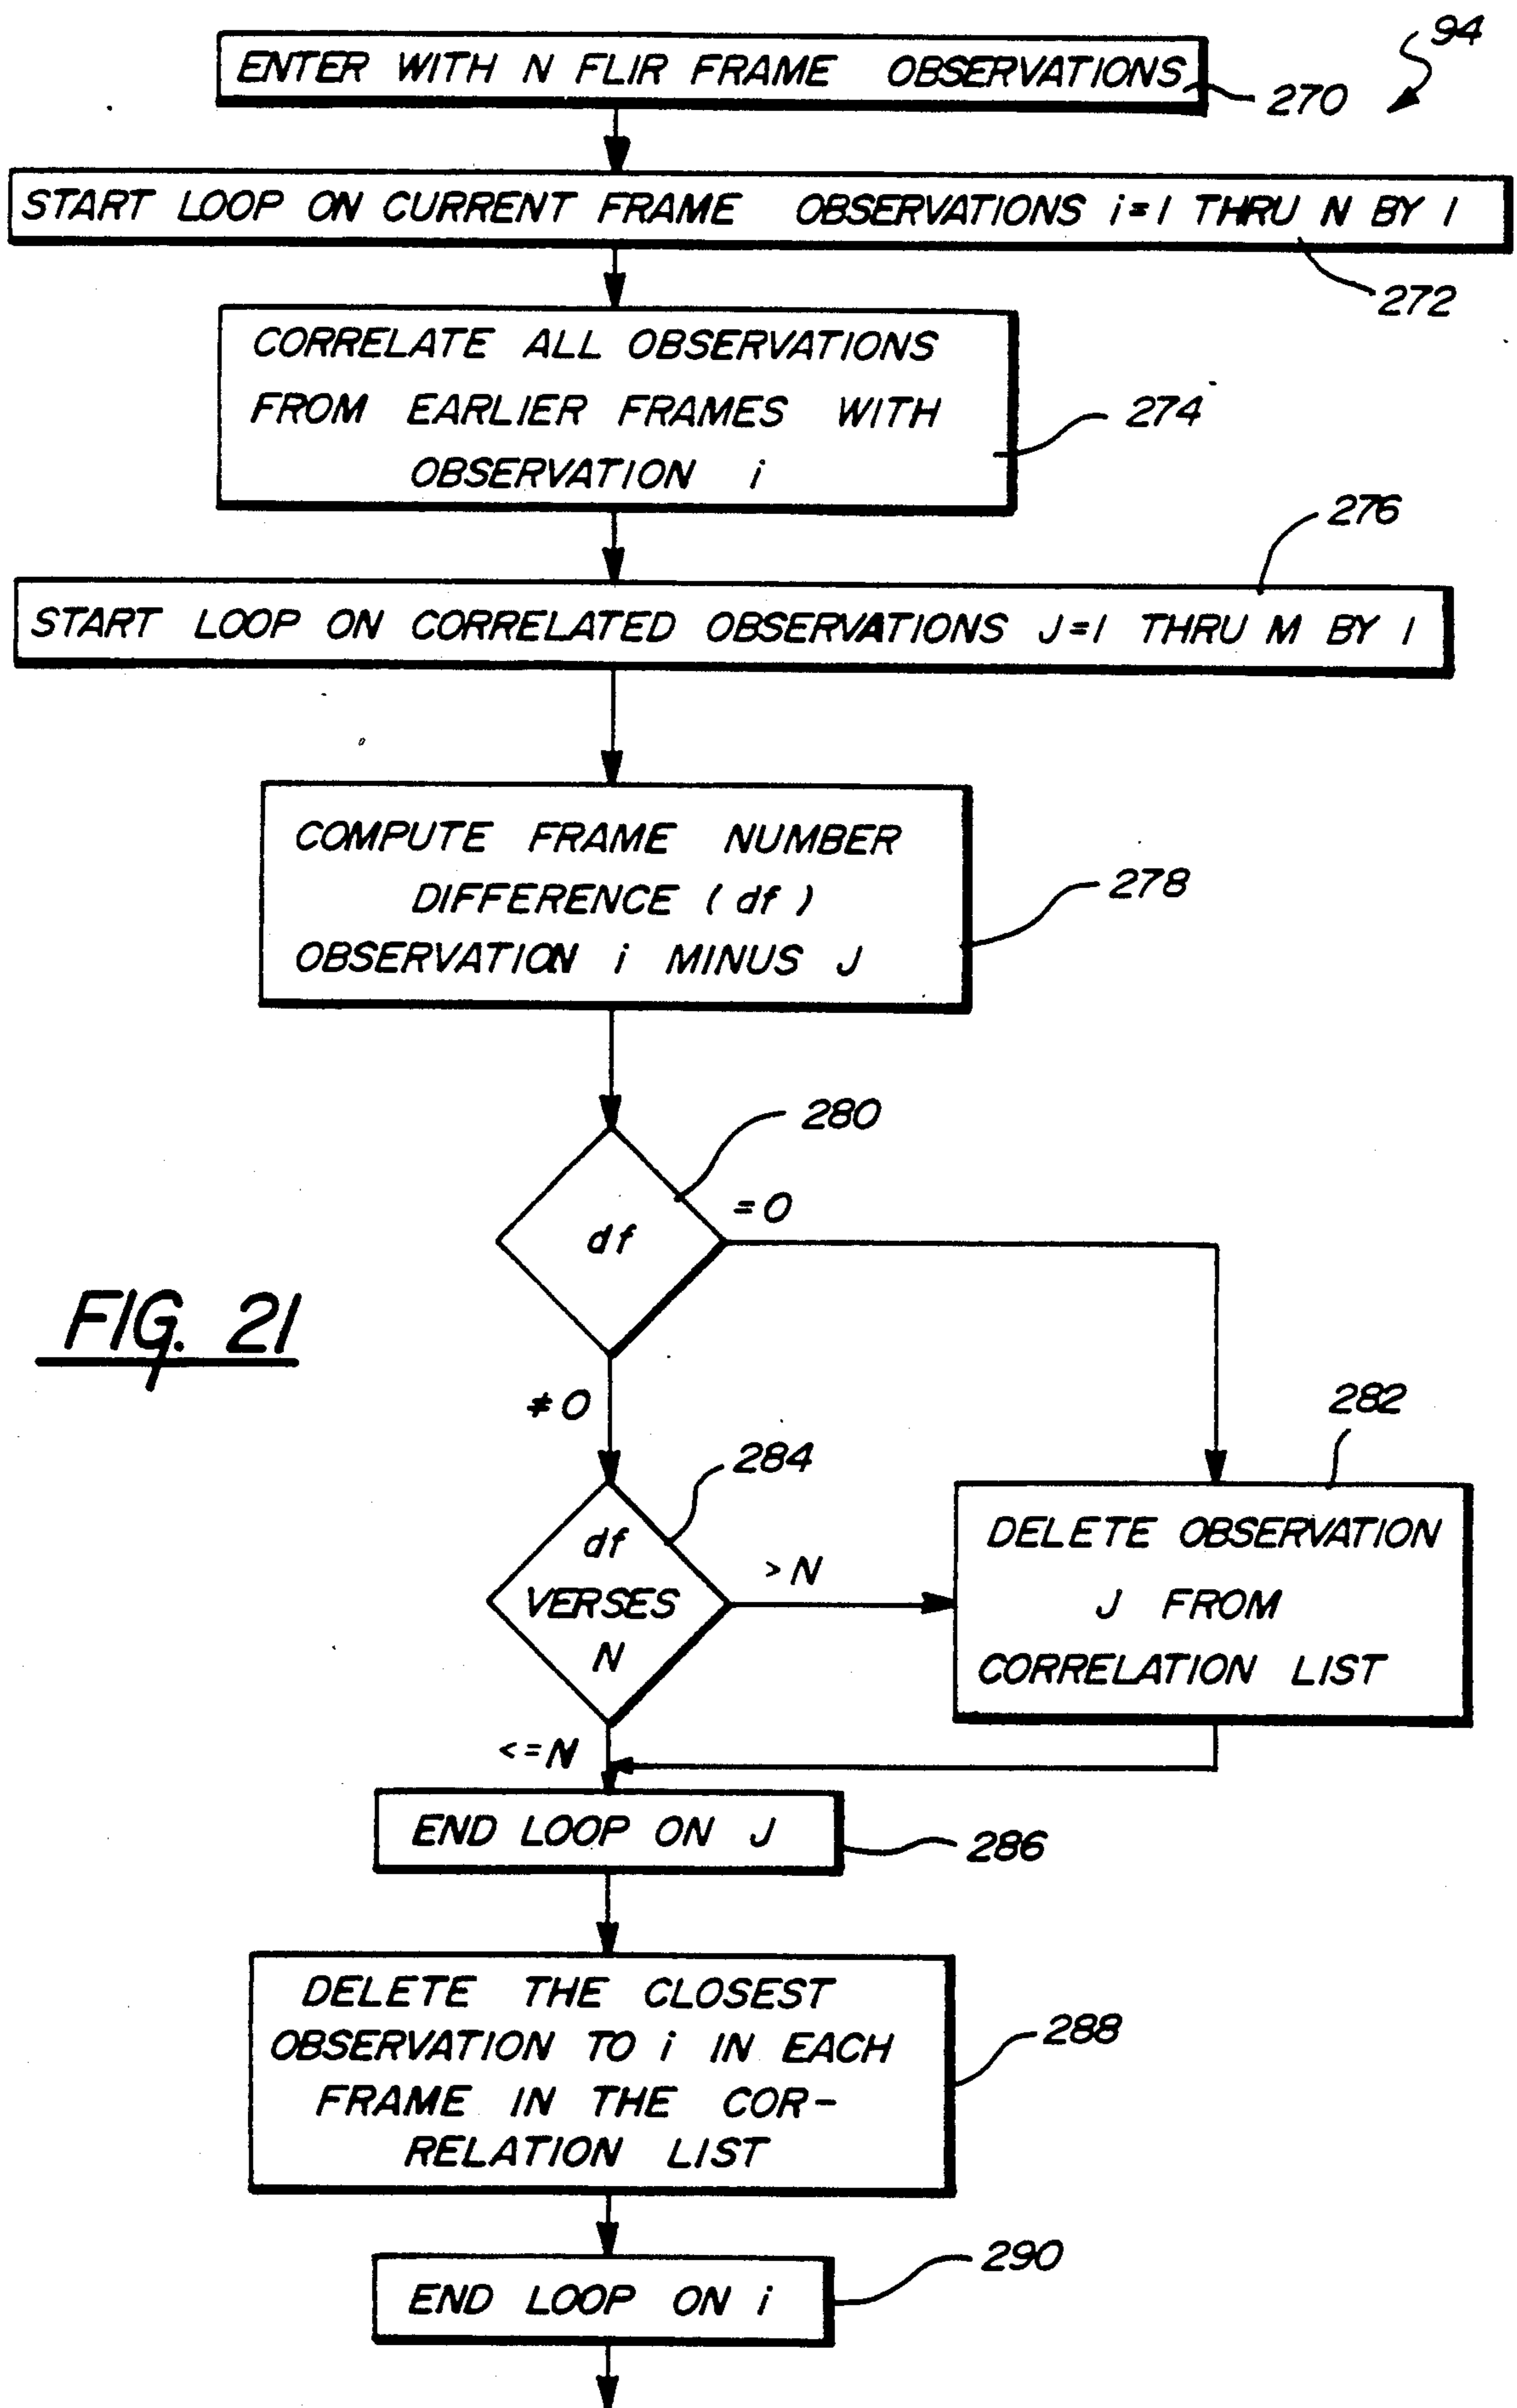 94
ENTER WITH N FLIR FRAME OBSERVATIONS
270
START LOOP ON CURRENT FRAME OBSERVATIONS i=1 THRU N BY 1
272
CORRELATE ALL OBSERVATIONS
FROM EARLIER FRAMES WITH
OBSERVATION i
274
276
START LOOP ON CORRELATED OBSERVATIONS J=1 THRU M BY 1
COMPUTE FRAME NUMBER
DIFFERENCE (df)
OBSERVATION i MINUS J
278
280
=0
df
FIG. 21
≠0
282
284
df
VERSES
N
>N
DELETE OBSERVATION
J FROM
CORRELATION LIST
<=N
END LOOP ON J
286
DELETE THE CLOSEST
OBSERVATION TO i IN EACH
FRAME IN THE COR-
RELATION LIST
288
290
END LOOP ON i